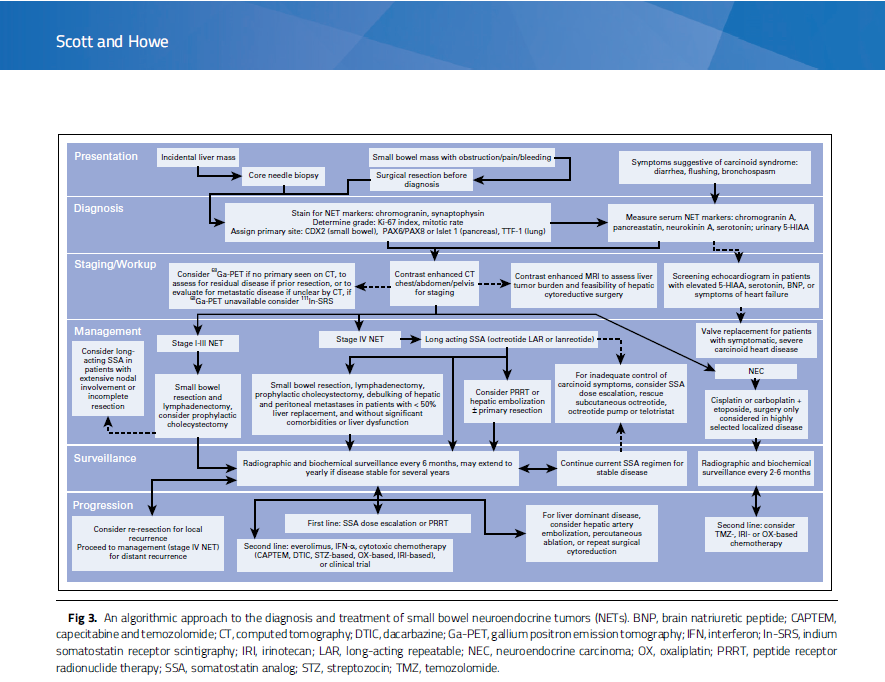 Scott and Howe
Presentation
Incidental liver mass
Core needle biopsy
Small bowel mass with obstruction/pain/bleeding
Surgical resection before
diagnosis
Symptoms suggestive of carcinoid syndrome:
diarrhea, flushing, bronchospasm
Diagnosis
Stain for NET markers: chromogranin, synaptophysin
Determine grade: Ki-67 index, mitotic rate
Assign primary site: CDX2 (small bowel), PAX6/PAX8 or Islet 1 (pancreas), TTF-1 (lung)
Measure serum NET markers: chromogranin A,
pancreastatin, neurokinin A, serotonin; urinary 5-HIAA
Staging/Workup
Consider ⁶⁸Ga-PET if no primary seen on CT, to
assess for residual disease if prior resection, or to
evaluate for metastatic disease if unclear by CT, if
⁶⁸Ga-PET unavailable consider ¹¹¹In-SRS
Contrast enhanced CT
chest/abdomen/pelvis
for staging
Contrast enhanced MRI to assess liver
tumor burden and feasibility of hepatic
cytoreductive surgery
Screening echocardiogram in patients
with elevated 5-HIAA, serotonin, BNP, or
symptoms of heart failure
Management
Consider long-
acting SSA in
patients with
extensive nodal
involvement or
incomplete
resection
Stage I-III NET
Small bowel
resection and
lymphadenectomy,
consider prophylactic
cholecystectomy
Stage IV NET
Long acting SSA (octreotide LAR or lanreotide)
Small bowel resection, lymphadenectomy,
prophylactic cholecystectomy, debulking of hepatic
and peritoneal metastases in patients with < 50%
liver replacement, and without significant
comorbidities or liver dysfunction
Consider PRRT or
hepatic embolization
± primary resection
For inadequate control of
carcinoid symptoms, consider SSA
dose escalation, rescue
subcutaneous octreotide,
octreotide pump or telotristat
Valve replacement for patients
with symptomatic, severe
carcinoid heart disease
NEC
Cisplatin or carboplatin +
etoposide, surgery only
considered in highly
selected localized disease
Surveillance
Radiographic and biochemical surveillance every 6 months, may extend to
yearly if disease stable for several years
Continue current SSA regimen for
stable disease
Radiographic and biochemical
surveillance every 2-6 months
Progression
Consider re-resection for local
recurrence
Proceed to management (stage IV NET)
for distant recurrence
First line: SSA dose escalation or PRRT
Second line: everolimus, IFN-α, cytotoxic chemotherapy
(CAPTEM, DTIC, STZ-based, OX-based, IRI-based),
or clinical trial
For liver dominant disease,
consider hepatic artery
embolization, percutaneous
ablation, or repeat surgical
cytoreduction
Second line: consider
TMZ-, IRI- or OX-based
chemotherapy
Fig 3. An algorithmic approach to the diagnosis and treatment of small bowel neuroendocrine tumors (NETs). BNP, brain natriuretic peptide; CAPTEM,
capecitabine and temozolomide; CT, computed tomography; DTIC, dacarbazine; Ga-PET, gallium positron emission tomography; IFN, interferon; In-SRS, indium
somatostatin receptor scintigraphy; IRI, irinotecan; LAR, long-acting repeatable; NEC, neuroendocrine carcinoma; OX, oxaliplatin; PRRT, peptide receptor
radionuclide therapy; SSA, somatostatin analog; STZ, streptozocin; TMZ, temozolomide.